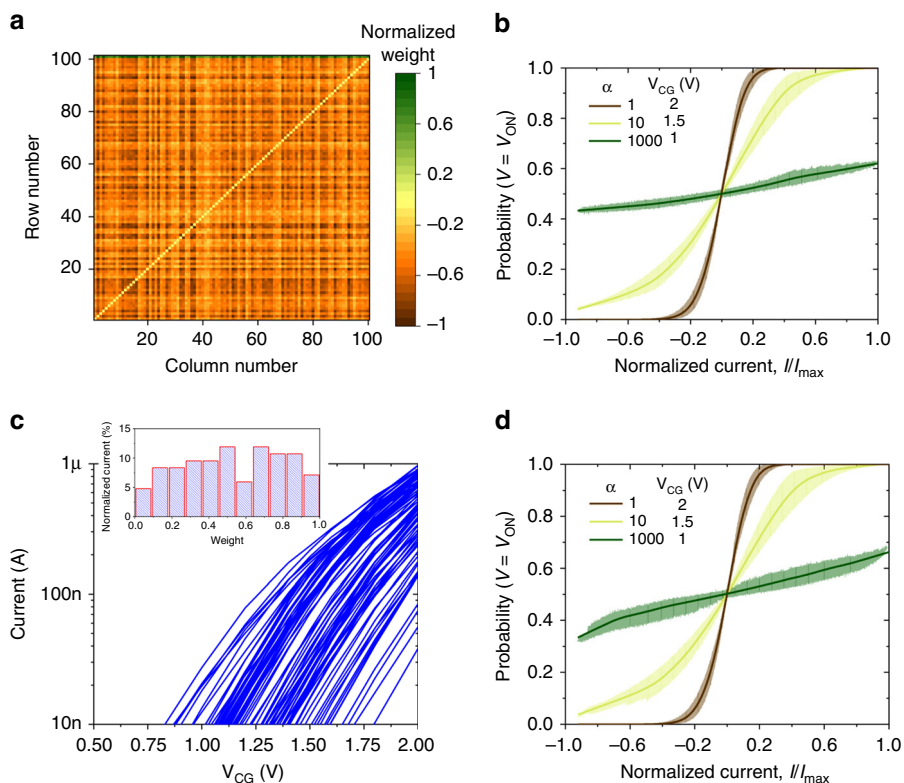 a
Normalized
weight
100
80
60
40
20
Row number
20 40 60 80 100
Column number
1
0.6
0.2
−0.2
−0.6
−1
b
1.0
0.8
0.6
0.4
0.2
0.0
Probability (V = VON)
α VCG (V)
1 2
10 1.5
1000 1
−1.0 −0.6 −0.2 0.2 0.6 1.0
Normalized current, I/Imax
c
15
10
5
0
Normalized current (%)
0.0 0.2 0.4 0.6 0.8 1.0
Weight
1μ
100n
10n
Current (A)
0.50 0.75 1.00 1.25 1.50 1.75 2.00
VCG (V)
d
1.0
0.8
0.6
0.4
0.2
0.0
Probability (V = VON)
α VCG (V)
1 2
10 1.5
1000 1
−1.0 −0.6 −0.2 0.2 0.6 1.0
Normalized current, I/Imax